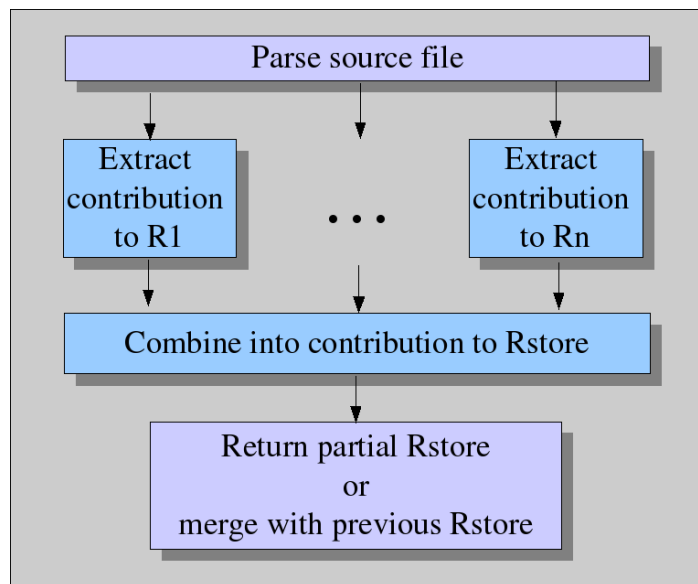 Parse source file
Extract
contribution
to R1
...
Extract
contribution
to Rn
Combine into contribution to Rstore
Return partial Rstore
or
merge with previous Rstore